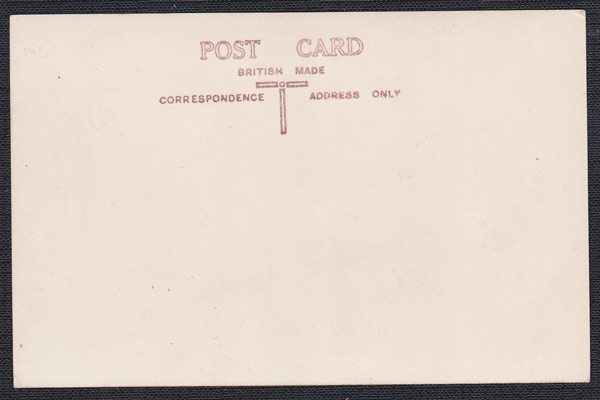 POST CARD
BRITISH MADE
CORRESPONDENCE ADDRESS ONLY